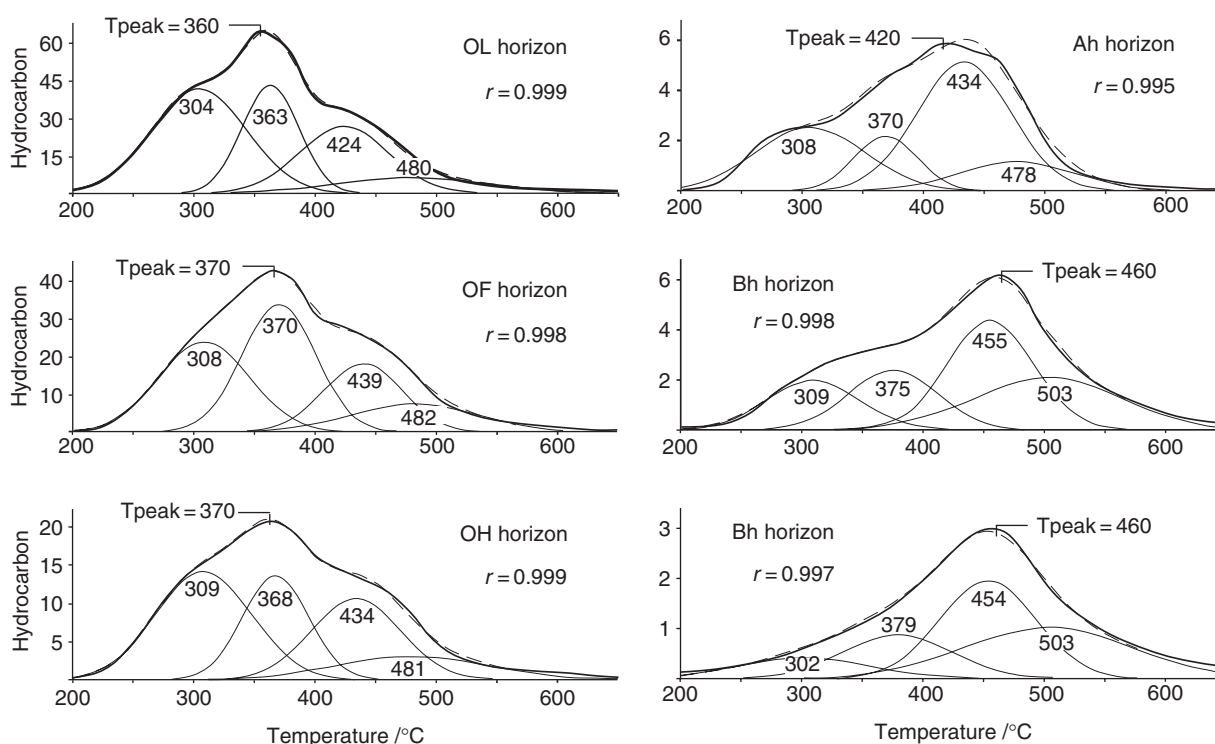 Tpeak = 360
OL horizon
r = 0.999
Hydrocarbon
60
45
30
15
304
363
424
480
200 300 400 500 600
Tpeak = 420
Ah horizon
r = 0.995
6
4
2
308
370
434
478
200 300 400 500 600
Tpeak = 370
OF horizon
r = 0.998
Hydrocarbon
40
30
20
10
308
370
439
482
200 300 400 500 600
Tpeak = 460
Bh horizon
r = 0.998
6
4
2
309
375
455
503
200 300 400 500 600
Tpeak = 370
OH horizon
r = 0.999
Hydrocarbon
20
15
10
5
309
368
434
481
200 300 400 500 600
Temperature /°C
Tpeak = 460
Bh horizon
r = 0.997
3
2
1
302
379
454
503
200 300 400 500 600
Temperature /°C